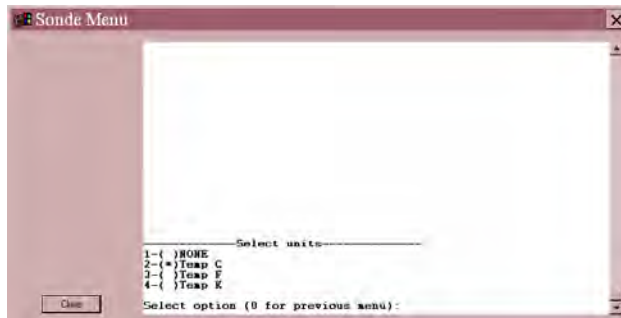 Sonde Menu
----------Select units----------
1-( )NONE
2-(*)Temp C
3-( )Temp F
4-( )Temp K
Select option (0 for previous menu):